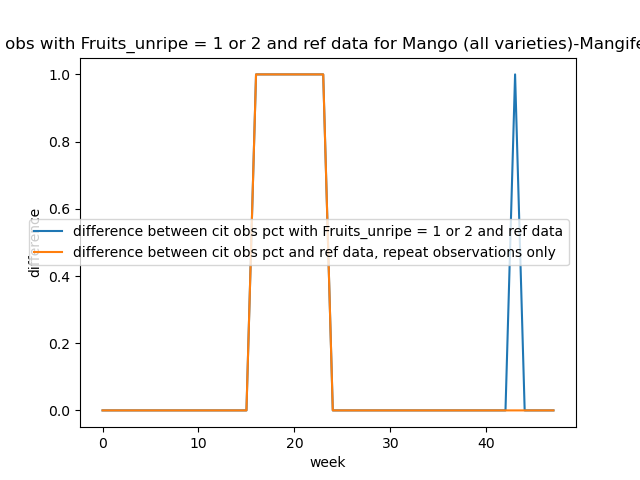 obs with Fruits_unripe = 1 or 2 and ref data for Mango (all varieties)-Mangife
1.0
0.8
0.6
0.4
0.2
0.0
difference
difference between cit obs pct with Fruits_unripe = 1 or 2 and ref data
difference between cit obs pct and ref data, repeat observations only
0 10 20 30 40
week